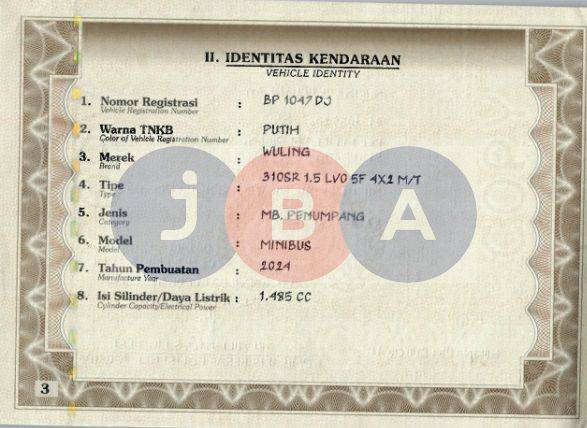 II. IDENTITAS KENDARAAN
VEHICLE IDENTITY
1. Nomor Registrasi : BP 1047 DJ
Vehicle Registration Number
2. Warna TNKB : PUTIH
Color of Vehicle Registration Number
3. Merek : WULING
Brand
4. Tipe : 310SR 1.5 LV0 5F 4X2 M/T
Type
5. Jenis : MB. PENUMPANG
Category
6. Model : MINIBUS
Model
7. Tahun Pembuatan : 2024
Manufacture Year
8. Isi Silinder/Daya Listrik : 1.485 CC
Cylinder Capacity/Electrical Power
JBA
3